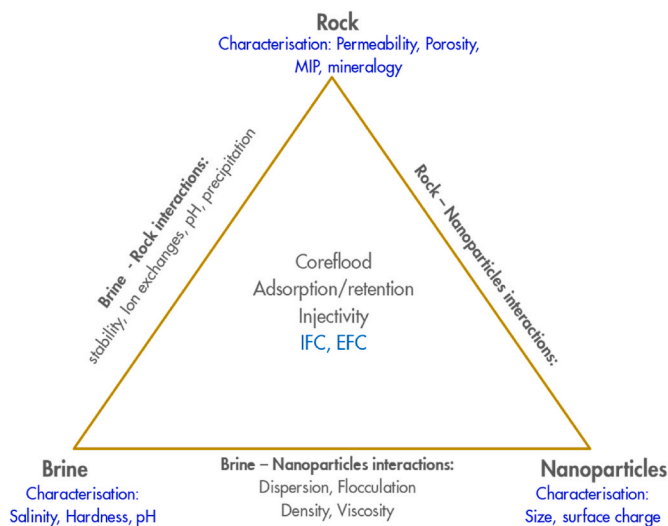 Rock
Characterisation: Permeability, Porosity,
MIP, mineralogy
Brine - Rock interactions:
stability, Ion exchanges, pH, precipitation
Rock – Nanoparticles interactions:
Coreflood
Adsorption/retention
Injectivity
IFC, EFC
Brine
Characterisation:
Salinity, Hardness, pH
Brine – Nanoparticles interactions:
Dispersion, Flocculation
Density, Viscosity
Nanoparticles
Characterisation:
Size, surface charge